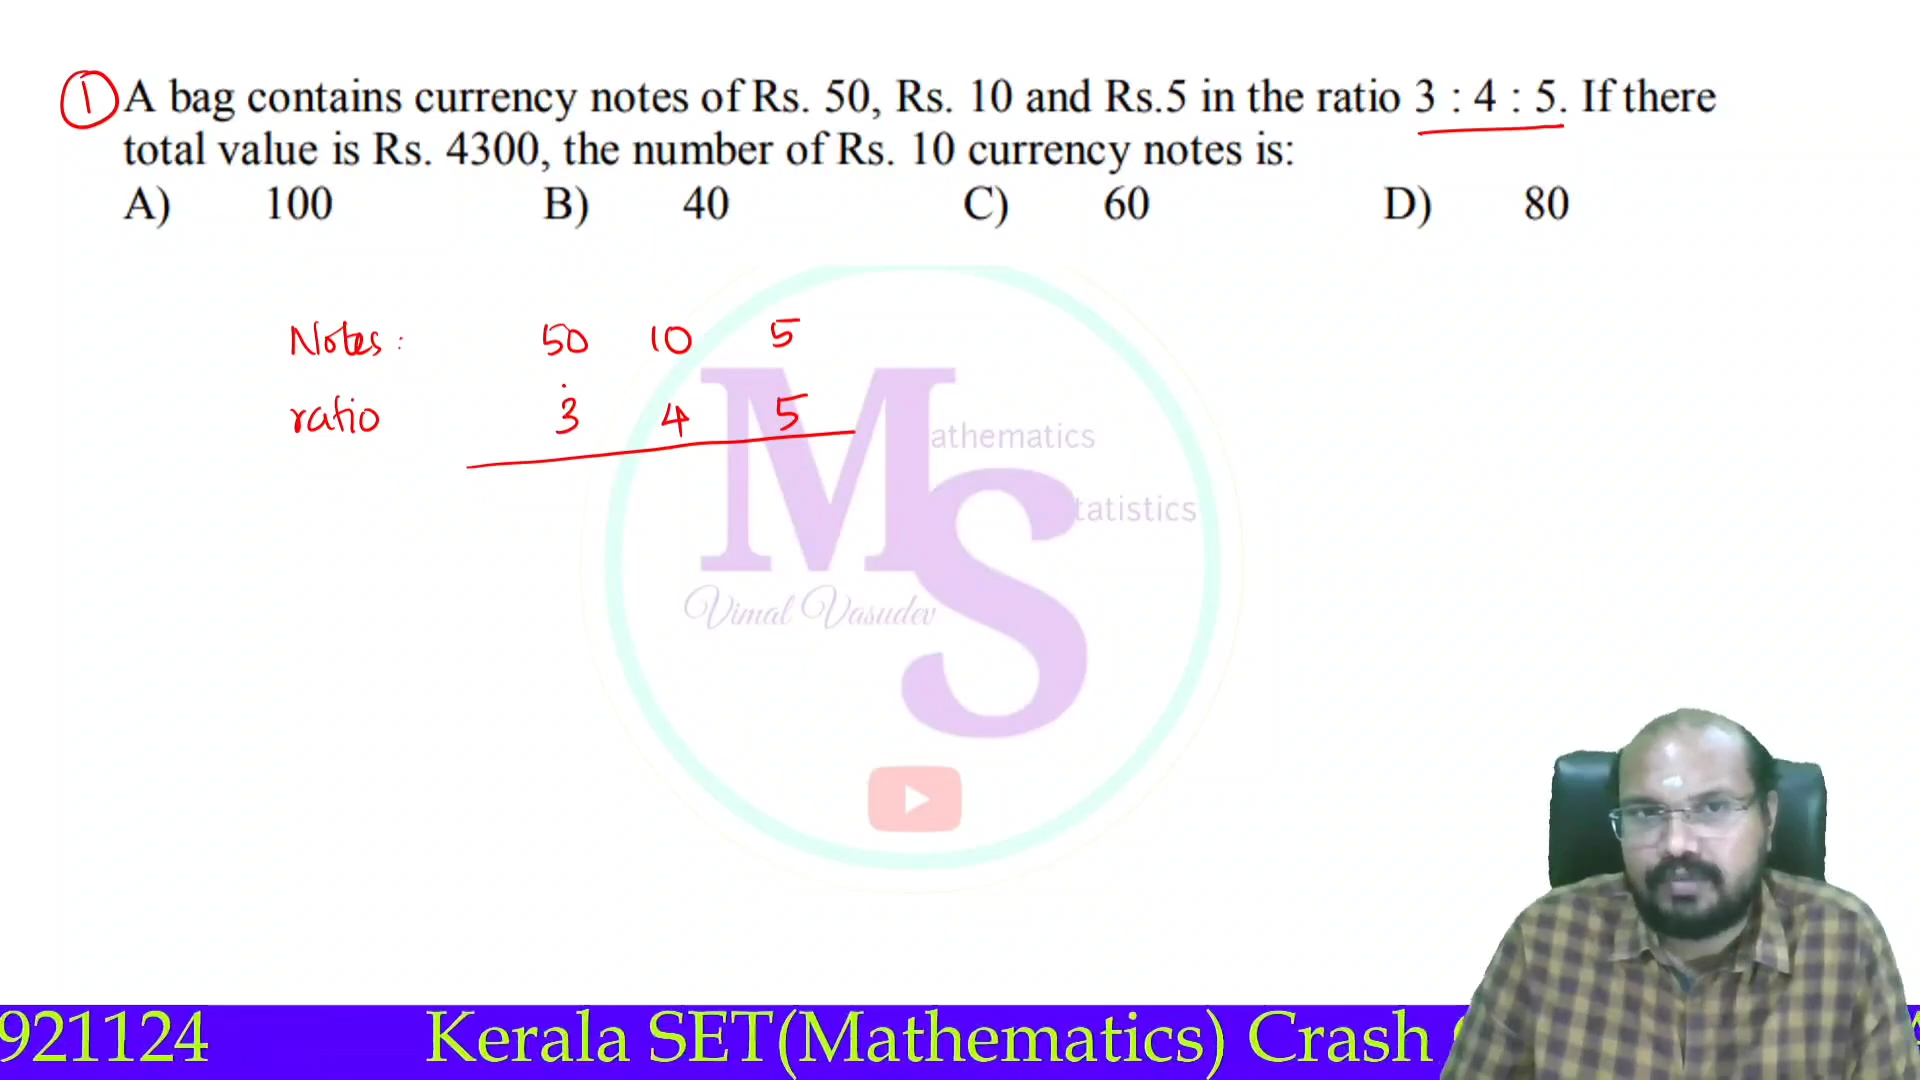 ① A bag contains currency notes of Rs. 50, Rs. 10 and Rs.5 in the ratio 3 : 4 : 5. If there
total value is Rs. 4300, the number of Rs. 10 currency notes is:
A) 100 B) 40 C) 60 D) 80
Notes: 50 10 5
ratio 3 4 5
M
athematics
S
tatistics
Vimal Vasudev
921124 Kerala SET(Mathematics) Crash